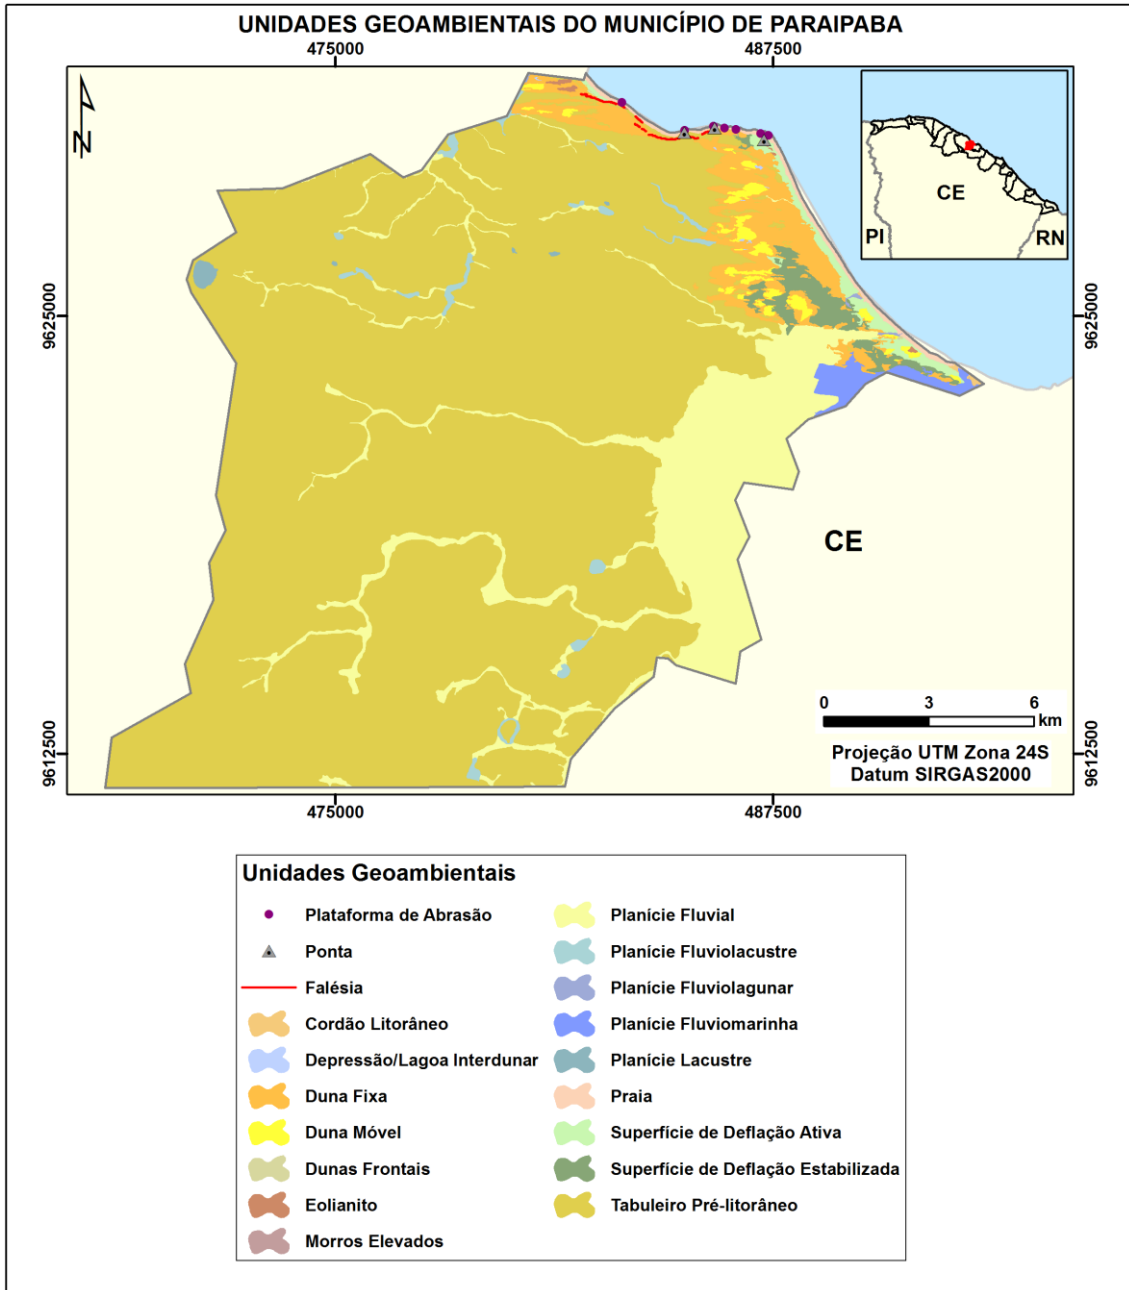 UNIDADES GEOAMBIENTAIS DO MUNICÍPIO DE PARAIPABA
475000
487500
N
CE
PI
RN
9625000
9625000
CE
0
3
6
km
Projeção UTM Zona 24S
Datum SIRGAS2000
9612500
9612500
475000
487500
Unidades Geoambientais
Plataforma de Abrasão
Ponta
Falésia
Cordão Litorâneo
Depressão/Lagoa Interdunar
Duna Fixa
Duna Móvel
Dunas Frontais
Eolianito
Morros Elevados
Planície Fluvial
Planície Fluviolacustre
Planície Fluviolagunar
Planície Fluviomarinha
Planície Lacustre
Praia
Superfície de Deflação Ativa
Superfície de Deflação Estabilizada
Tabuleiro Pré-litorâneo